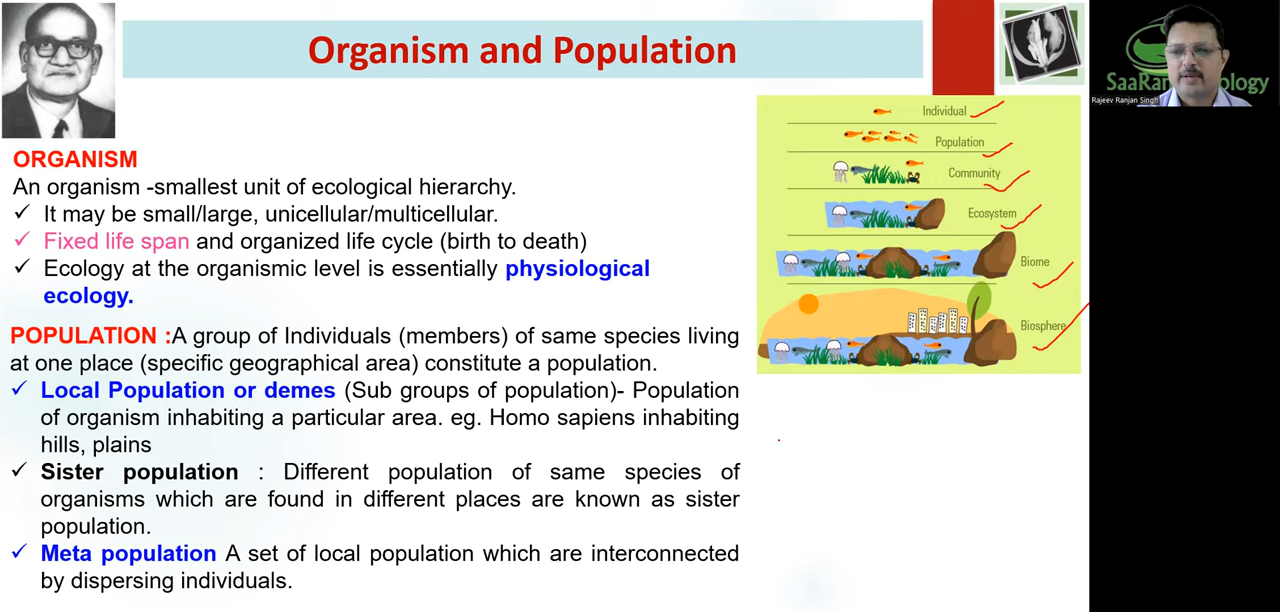 Organism and Population
SaaRan
ology
Rajeev Ranjan Singh
ORGANISM
An organism -smallest unit of ecological hierarchy.
✓ It may be small/large, unicellular/multicellular.
✓ Fixed life span and organized life cycle (birth to death)
✓ Ecology at the organismic level is essentially physiological
ecology.
POPULATION :A group of Individuals (members) of same species living
at one place (specific geographical area) constitute a population.
✓ Local Population or demes (Sub groups of population)- Population
of organism inhabiting a particular area. eg. Homo sapiens inhabiting
hills, plains
✓ Sister population : Different population of same species of
organisms which are found in different places are known as sister
population.
✓ Meta population A set of local population which are interconnected
by dispersing individuals.
Individual
Population
Community
Ecosystem
Biome
Biosphere